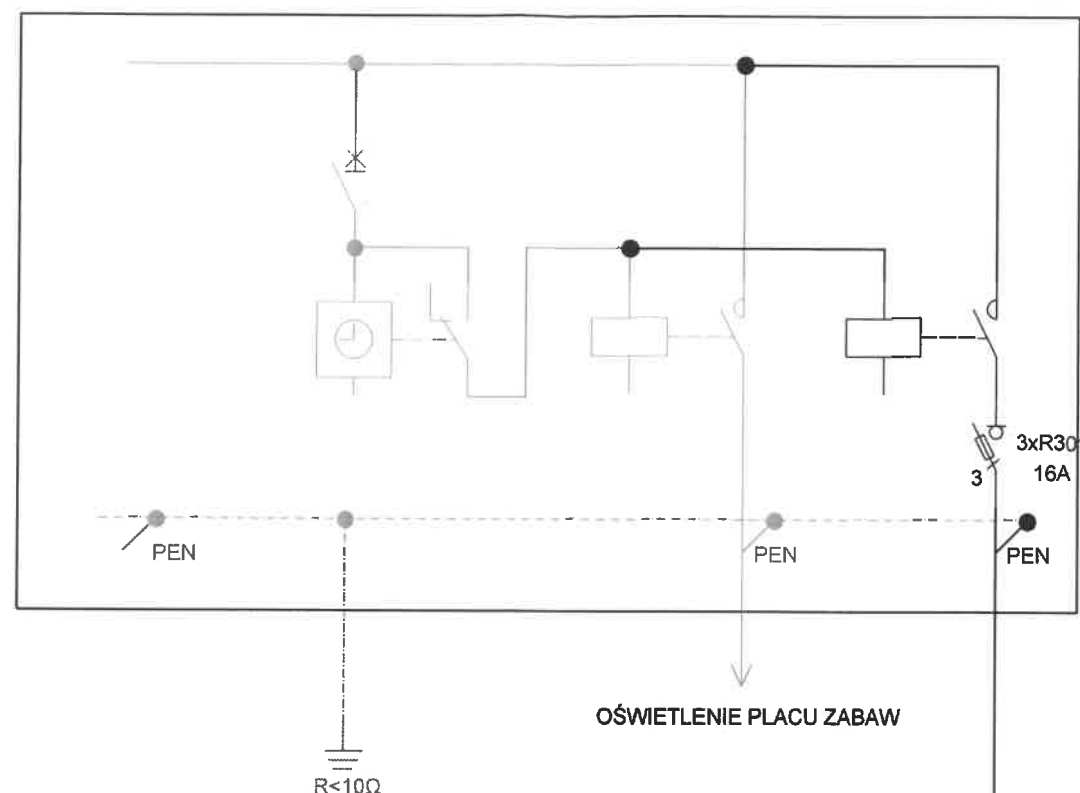 3xR30
16A
3
PEN
PEN
PEN
OŚWIETLENIE PLACU ZABAW
R<10Ω